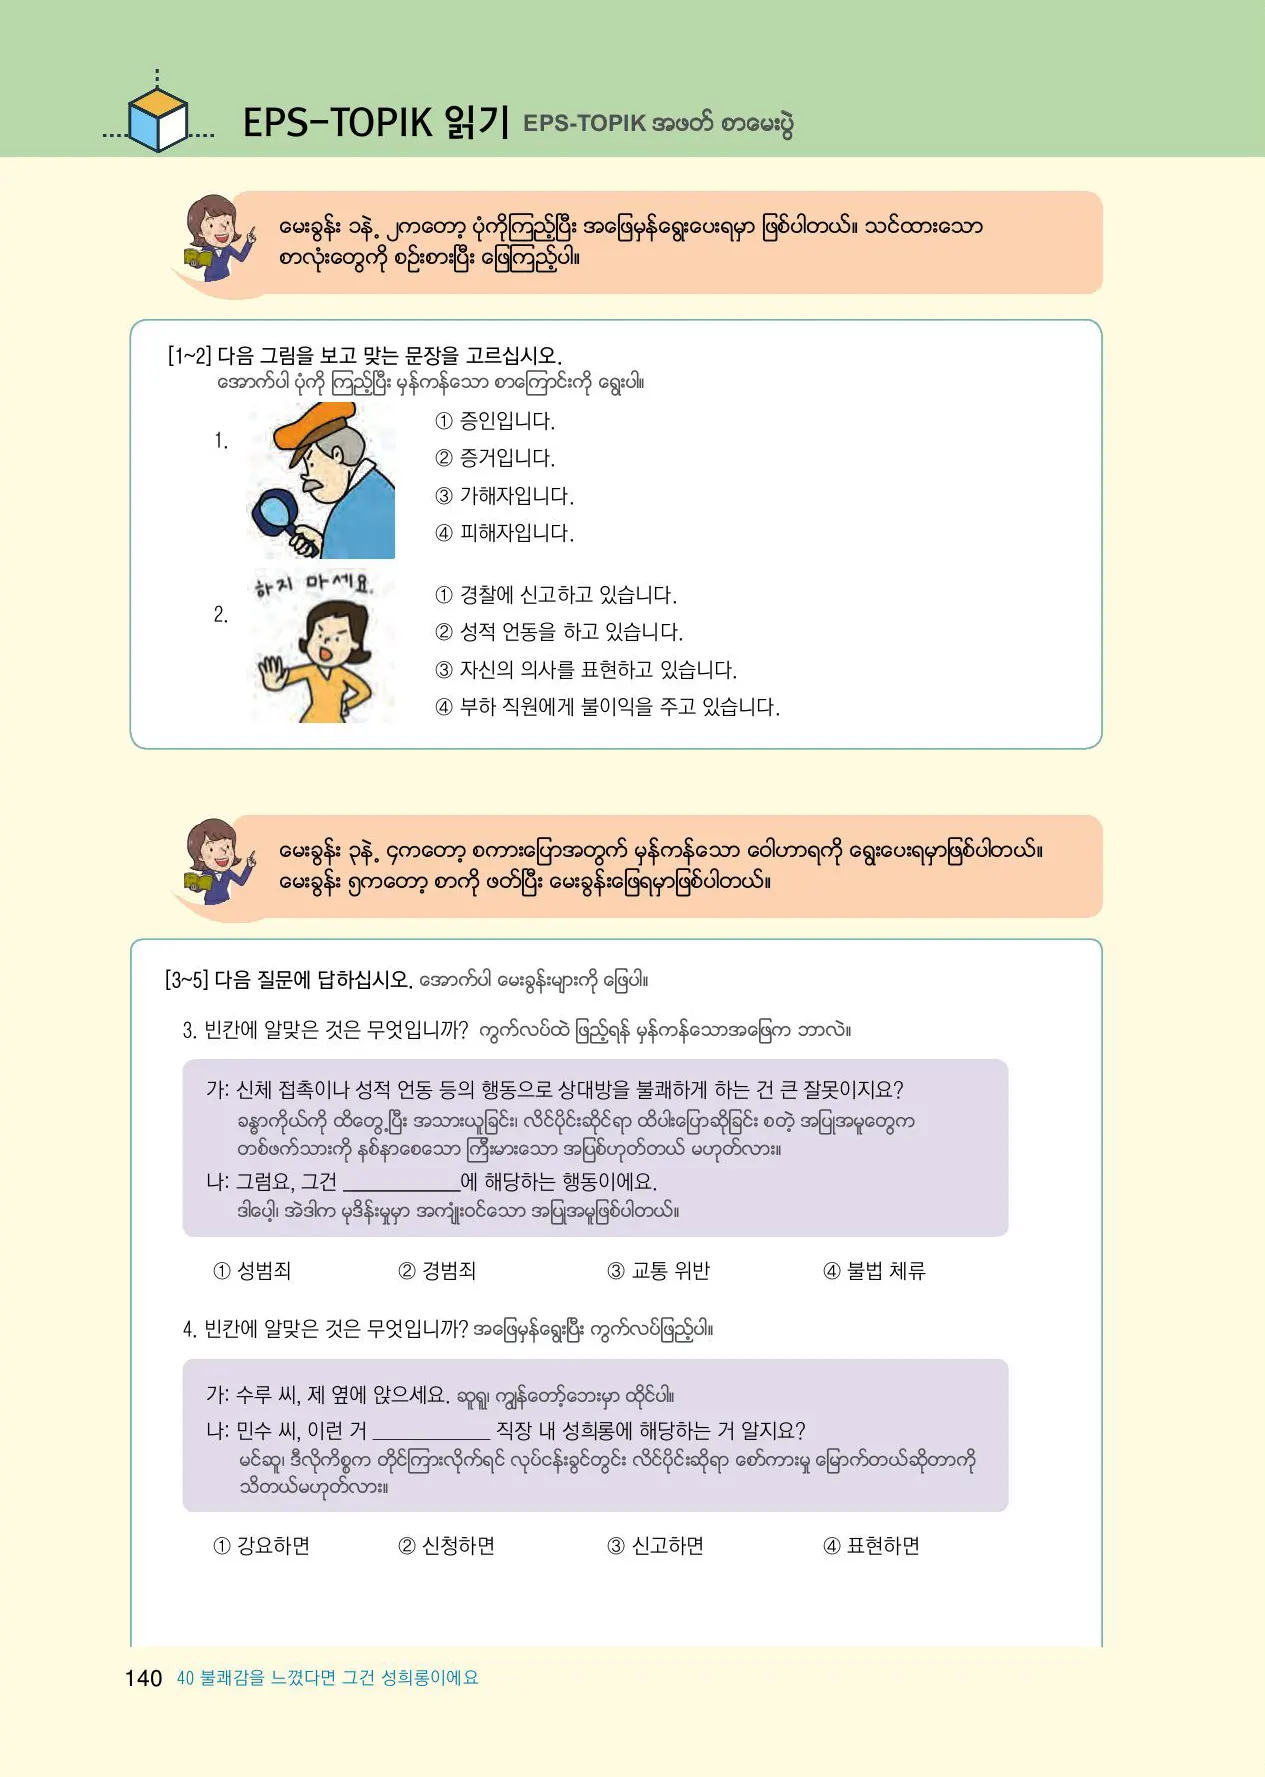 EPS-TOPIK 읽기 EPS-TOPIK အဖတ် စာမေးပွဲ
မေးခွန်း ၁နဲ့ ၂ကတော့ ပုံကိုကြည့်ပြီး အဖြေမှန်ရွေးပေးရမှာ ဖြစ်ပါတယ်။ သင်ထားသော
စာလုံးတွေကို စဉ်းစားပြီး ဖြေကြည့်ပါ။
[1~2] 다음 그림을 보고 맞는 문장을 고르십시오.
အောက်ပါ ပုံကို ကြည့်ပြီး မှန်ကန်သော စာကြောင်းကို ရွေးပါ။
1.
① 증인입니다.
② 증거입니다.
③ 가해자입니다.
④ 피해자입니다.
하지 마세요.
2.
① 경찰에 신고하고 있습니다.
② 성적 언동을 하고 있습니다.
③ 자신의 의사를 표현하고 있습니다.
④ 부하 직원에게 불이익을 주고 있습니다.
မေးခွန်း ၃နဲ့ ၄ကတော့ စကားပြောအတွက် မှန်ကန်သော ဝေါဟာရကို ရွေးပေးရမှာဖြစ်ပါတယ်။
မေးခွန်း ၅ကတော့ စာကို ဖတ်ပြီး မေးခွန်းဖြေရမှာဖြစ်ပါတယ်။
[3~5] 다음 질문에 답하십시오. အောက်ပါ မေးခွန်းများကို ဖြေပါ။
3. 빈칸에 알맞은 것은 무엇입니까? ကွက်လပ်ထဲ ဖြည့်ရန် မှန်ကန်သောအဖြေက ဘာလဲ။
가: 신체 접촉이나 성적 언동 등의 행동으로 상대방을 불쾌하게 하는 건 큰 잘못이지요?
ခန္ဓာကိုယ်ကို ထိတွေ့ပြီး အသားယူခြင်း၊ လိင်ပိုင်းဆိုင်ရာ ထိပါးပြောဆိုခြင်း စတဲ့ အပြုအမူတွေက
တစ်ဖက်သားကို နစ်နာစေသော ကြီးမားသော အပြစ်ဟုတ်တယ် မဟုတ်လား။
나: 그럼요, 그건 ___________에 해당하는 행동이에요.
ဒါပေါ့၊ အဲဒါက မုဒိန်းမှုမှာ အကျုံးဝင်သော အပြုအမူဖြစ်ပါတယ်။
① 성범죄 ② 경범죄 ③ 교통 위반 ④ 불법 체류
4. 빈칸에 알맞은 것은 무엇입니까? အဖြေမှန်ရွေးပြီး ကွက်လပ်ဖြည့်ပါ။
가: 수루 씨, 제 옆에 앉으세요. ဆူရူ၊ ကျွန်တော့်ဘေးမှာ ထိုင်ပါ။
나: 민수 씨, 이런 거 ___________ 직장 내 성희롱에 해당하는 거 알지요?
မင်ဆူ၊ ဒီလိုကိစ္စက တိုင်ကြားလိုက်ရင် လုပ်ငန်းခွင်တွင်း လိင်ပိုင်းဆိုရာ စော်ကားမှု မြောက်တယ်ဆိုတာကို
သိတယ်မဟုတ်လား။
① 강요하면 ② 신청하면 ③ 신고하면 ④ 표현하면
140 40 불쾌감을 느꼈다면 그건 성희롱이에요